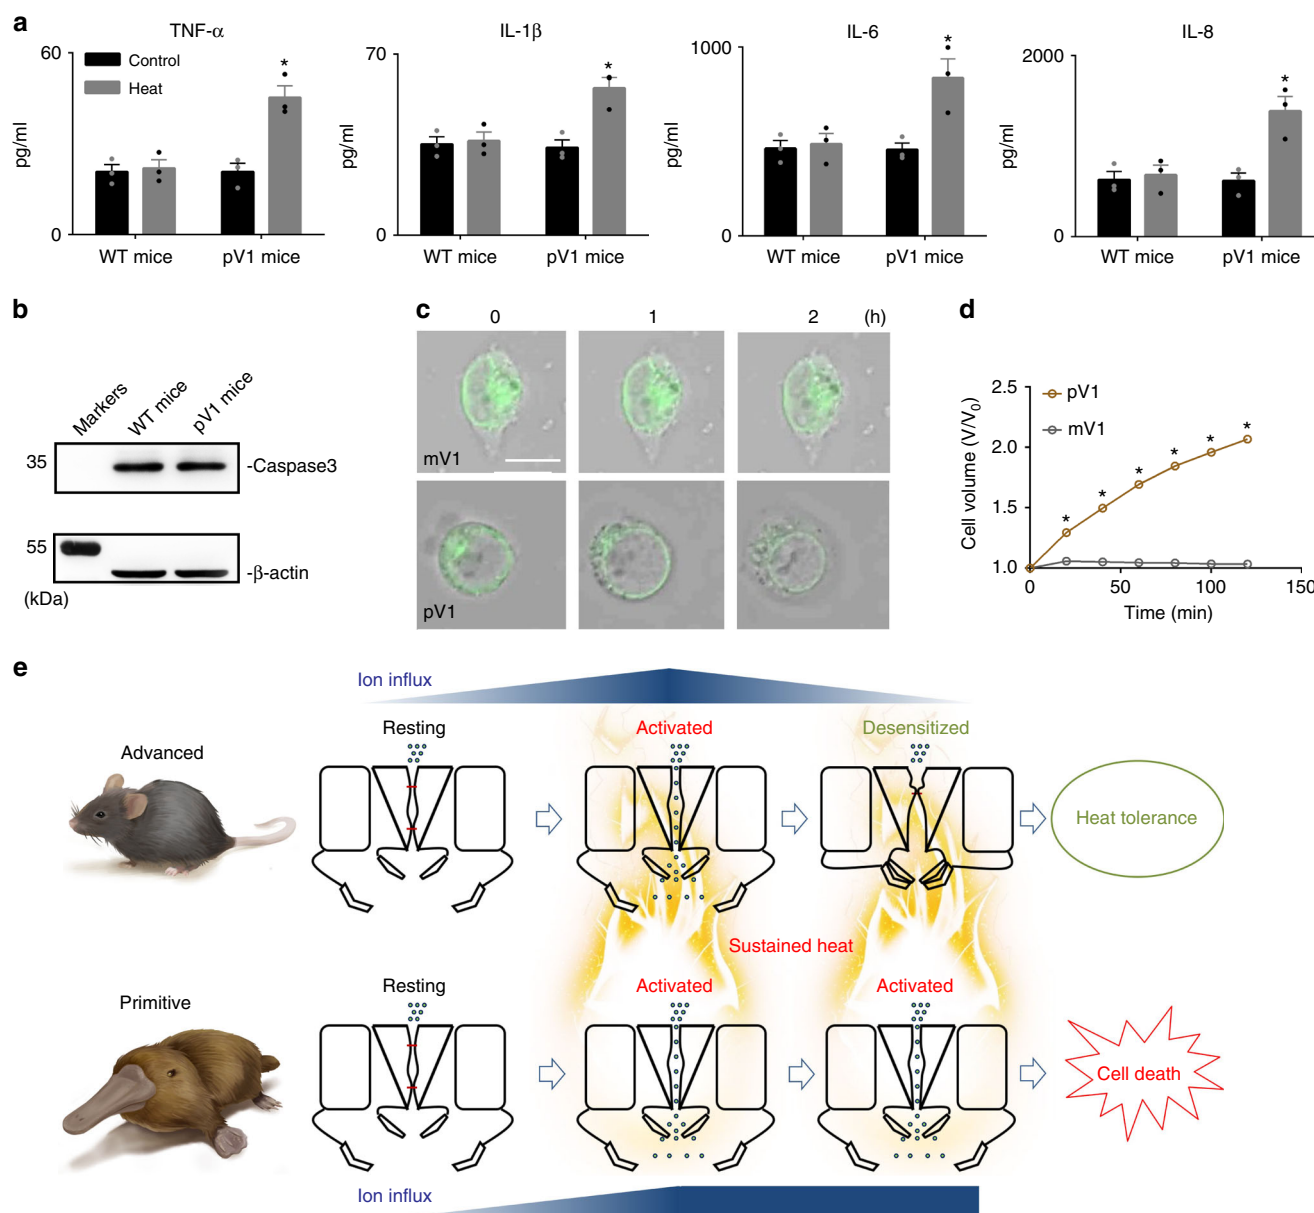 a
TNF-α
60
Control
Heat
*
pg/ml
0
WT mice
pV1 mice
IL-1β
70
*
pg/ml
0
WT mice
pV1 mice
IL-6
1000
*
pg/ml
0
WT mice
pV1 mice
IL-8
2000
*
pg/ml
0
WT mice
pV1 mice
b
Markers
WT mice
pV1 mice
35
-Caspase3
55
-β-actin
(kDa)
c
0 1 2 (h)
mV1
pV1
d
2.5
2.0
1.5
1.0
Cell volume (V/V0)
pV1
mV1
* * * * * *
0 50 100 150
Time (min)
e
Ion influx
Advanced
Resting
Activated
Desensitized
Heat tolerance
Sustained heat
Primitive
Resting
Activated
Activated
Cell death
Ion influx